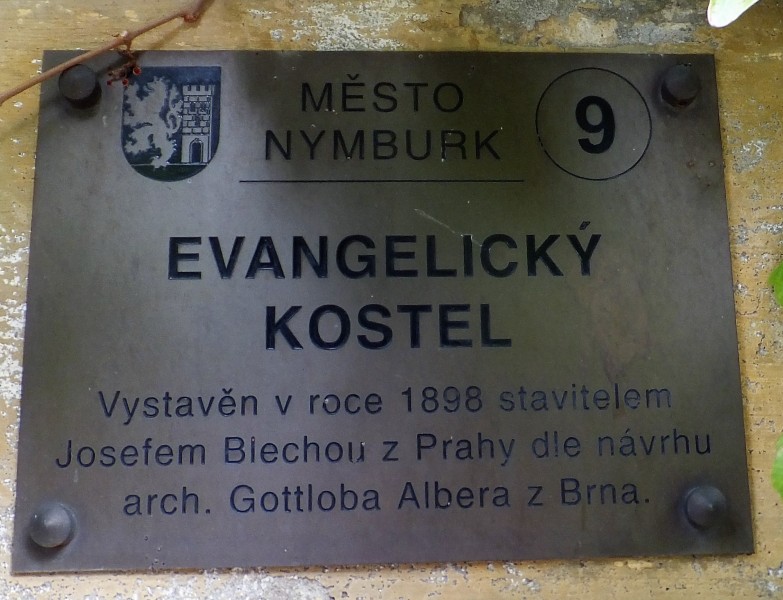 MĚSTO
NYMBURK
9
EVANGELICKÝ
KOSTEL
Vystavěn v roce 1898 stavitelem
Josefem Blechou z Prahy dle návrhu
arch. Gottloba Albera z Brna.